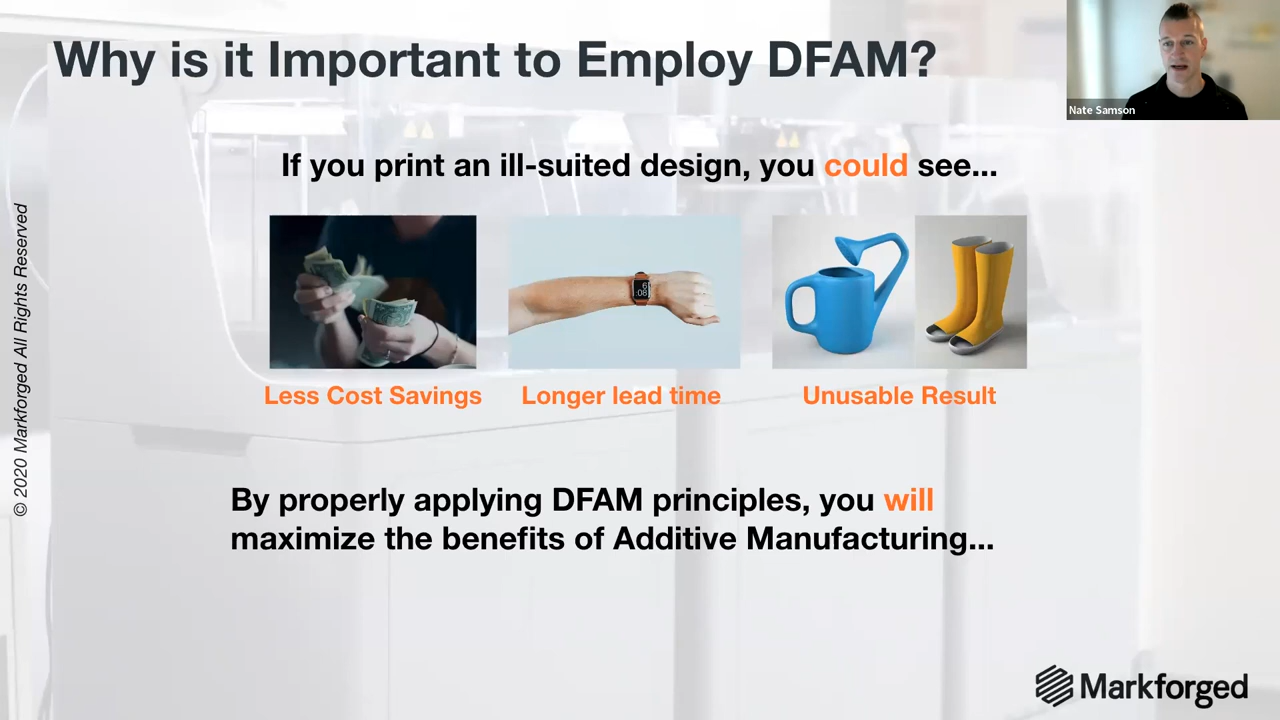 Why is it Important to Employ DFAM?
Nate Samson
If you print an ill-suited design, you could see...
6
:08
Less Cost Savings
Longer lead time
Unusable Result
By properly applying DFAM principles, you will
maximize the benefits of Additive Manufacturing...
© 2020 Markforged All Rights Reserved
Markforged